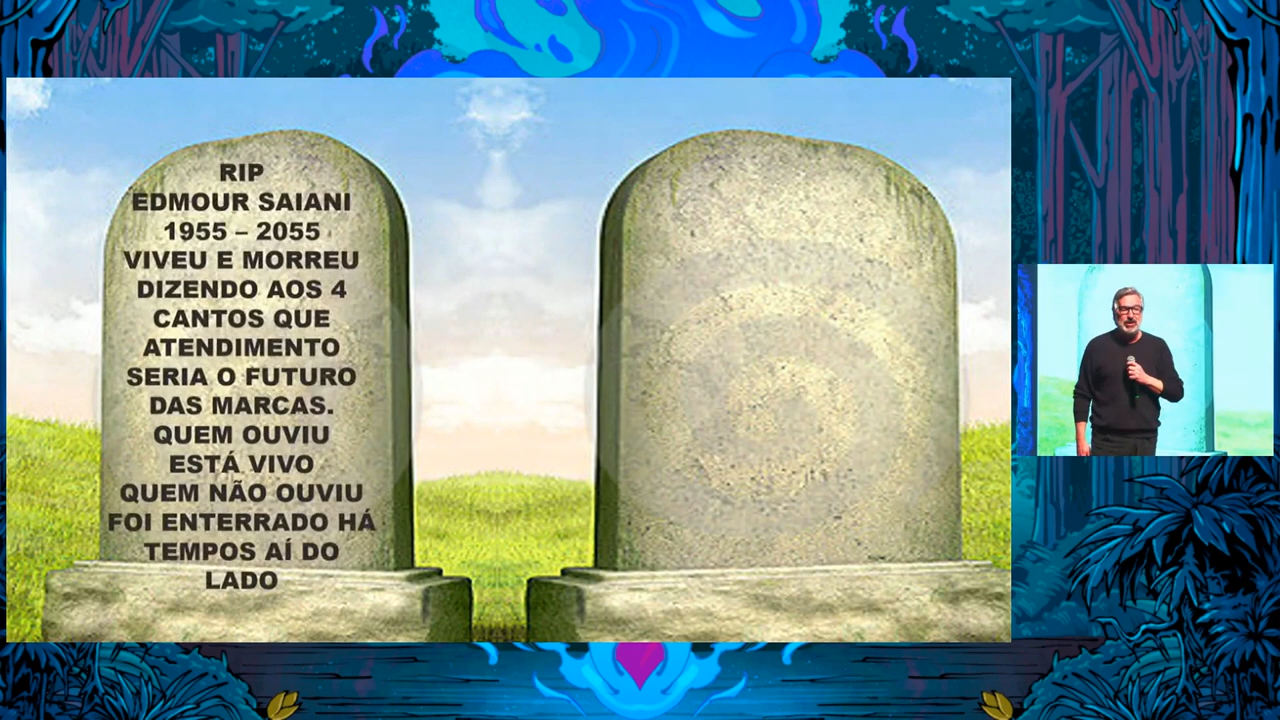 RIP
EDMOUR SAIANI
1955 – 2055
VIVEU E MORREU
DIZENDO AOS 4
CANTOS QUE
ATENDIMENTO
SERIA O FUTURO
DAS MARCAS.
QUEM OUVIU
ESTÁ VIVO
QUEM NÃO OUVIU
FOI ENTERRADO HÁ
TEMPOS AÍ DO
LADO